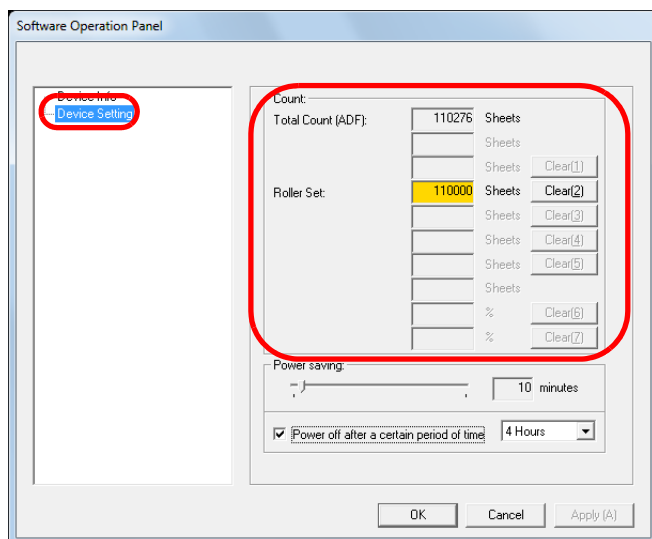 Software Operation Panel
Device Info
Device Setting
Count:
Total Count (ADF): 110276 Sheets
Sheets
Sheets Clear(1)
Roller Set: 110000 Sheets Clear(2)
Sheets Clear(3)
Sheets Clear(4)
Sheets Clear(5)
Sheets
% Clear(6)
% Clear(7)
Power saving:
10 minutes
Power off after a certain period of time 4 Hours
OK Cancel Apply (A)